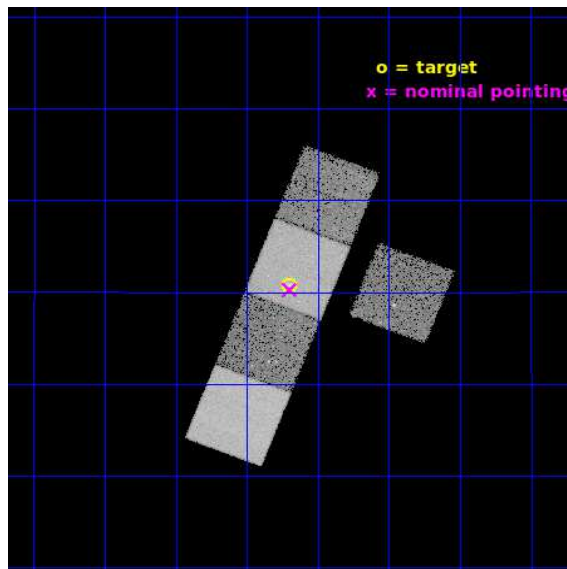 o = target
x = nominal pointing